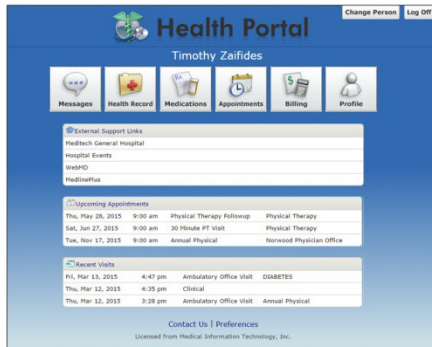 Change Person Log Off
Health Portal
Timothy Zaifides
Messages Health Record Medications Appointments Billing Profile
External Support Links
Meditech General Hospital
Hospital Events
WebMD
MedlinePlus
Upcoming Appointments
Thu, May 28, 2015 9:00 am Physical Therapy Followup Physical Therapy
Sat, Jun 27, 2015 9:00 am 30 Minute PT Visit Physical Therapy
Tue, Nov 17, 2015 9:00 am Annual Physical Norwood Physician Office
Recent Visits
Fri, Mar 13, 2015 4:47 pm Ambulatory Office Visit DIABETES
Thu, Mar 12, 2015 4:35 pm Clinical
Thu, Mar 12, 2015 3:28 pm Ambulatory Office Visit Annual Physical
Contact Us | Preferences
Licensed from Medical Information Technology, Inc.